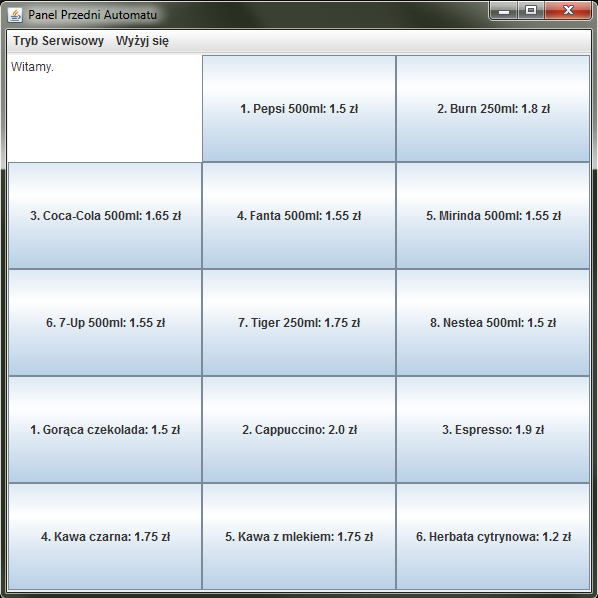 Panel Przedni Automatu
Tryb Serwisowy Wyżyj się
Witamy.
1. Pepsi 500ml: 1.5 zł
2. Burn 250ml: 1.8 zł
3. Coca-Cola 500ml: 1.65 zł
4. Fanta 500ml: 1.55 zł
5. Mirinda 500ml: 1.55 zł
6. 7-Up 500ml: 1.55 zł
7. Tiger 250ml: 1.75 zł
8. Nestea 500ml: 1.5 zł
1. Gorąca czekolada: 1.5 zł
2. Cappuccino: 2.0 zł
3. Espresso: 1.9 zł
4. Kawa czarna: 1.75 zł
5. Kawa z mlekiem: 1.75 zł
6. Herbata cytrynowa: 1.2 zł